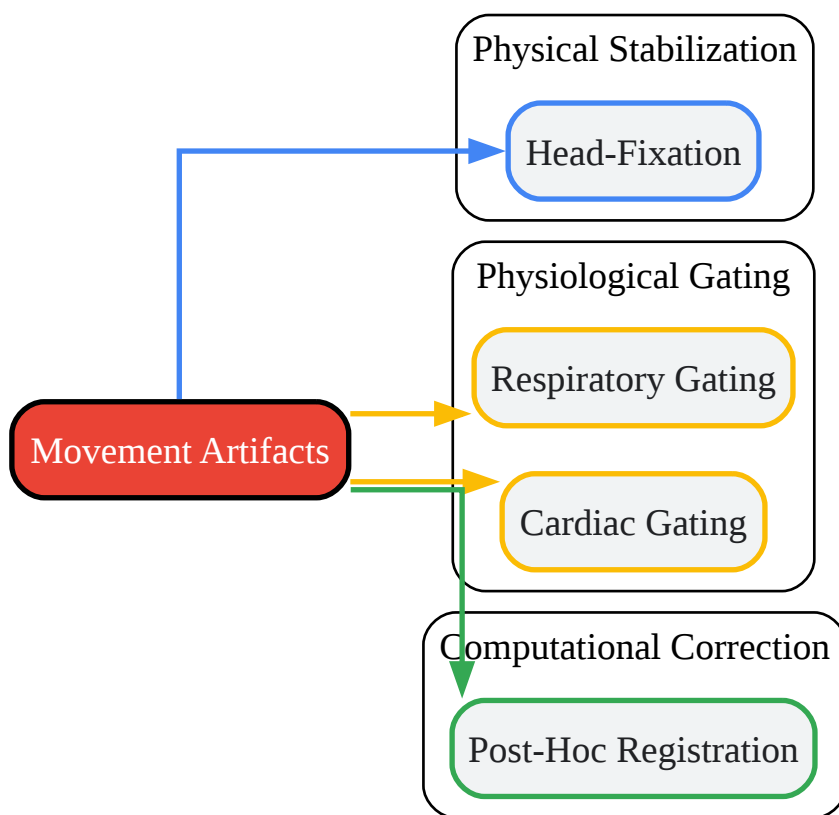 Physical Stabilization
Head-Fixation
Physiological Gating
Respiratory Gating
Movement Artifacts
Cardiac Gating
Computational Correction
Post-Hoc Registration